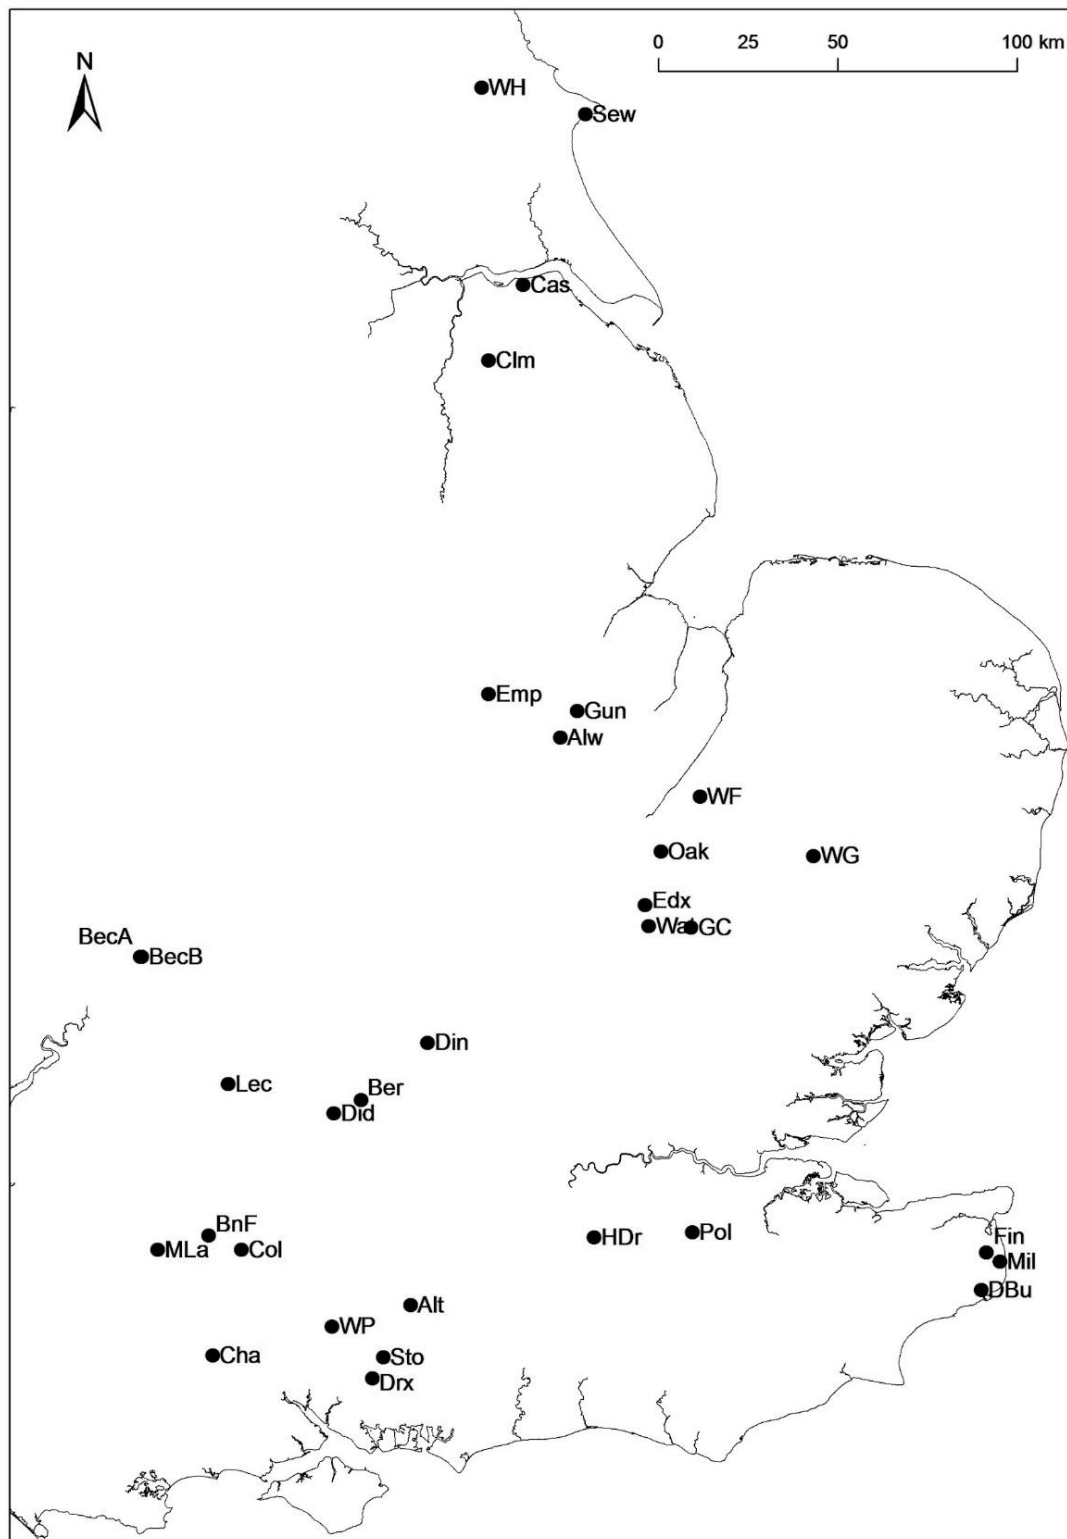 0 25 50 100 km
N
WH
Sew
Cas
Clm
Emp
Gun
Alw
WF
Oak
WG
Edx
Wat
GC
BecA
BecB
Din
Lec
Ber
Did
BnF
MLa
Col
HDr
Pol
Fin
Mil
DBu
Alt
WP
Cha
Sto
Drx